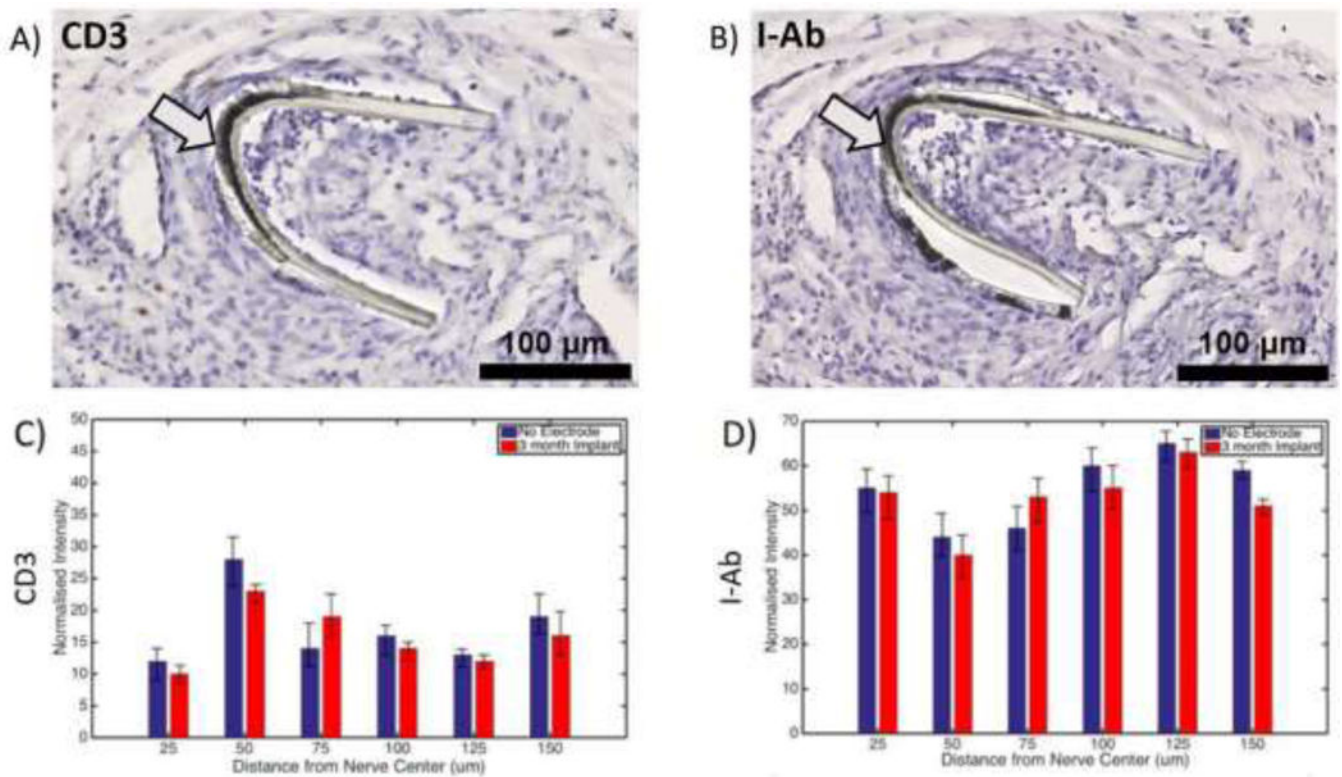 A) CD3
B) I-Ab
100 µm
100 µm
C)
CD3
Normalised Intensity
50
45
40
35
30
25
20
15
10
5
0
No Electrode
3 month Implant
25 50 75 100 125 150
Distance from Nerve Center (um)
D)
I-Ab
Normalised Intensity
70
60
50
40
30
20
10
0
No Electrode
3 month Implant
25 50 75 100 125 150
Distance from Nerve Center (um)